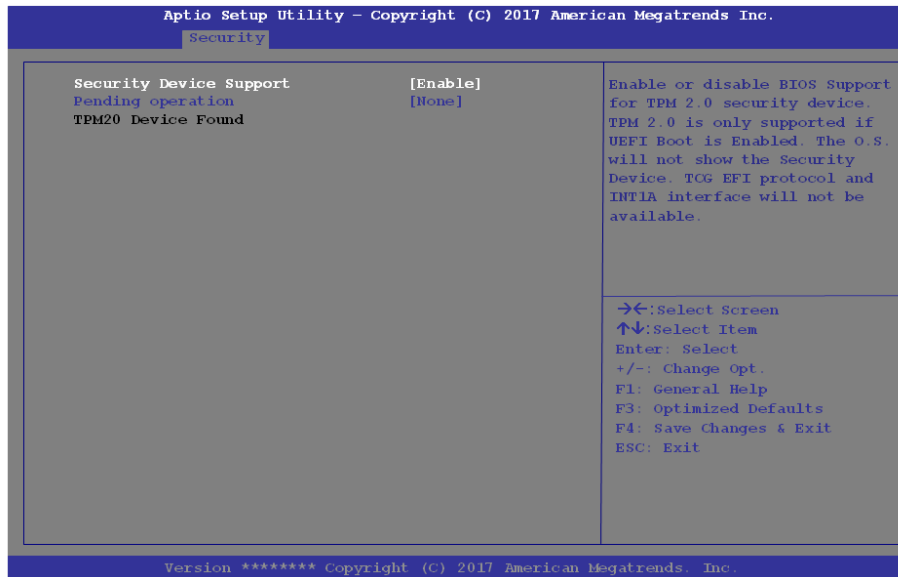 Aptio Setup Utility – Copyright (C) 2017 American Megatrends Inc.
Security
Security Device Support [Enable]
Pending operation [None]
TPM20 Device Found
Enable or disable BIOS Support
for TPM 2.0 security device.
TPM 2.0 is only supported if
UEFI Boot is Enabled. The O.S.
will not show the Security
Device. TCG EFI protocol and
INT1A interface will not be
available.
→←:Select Screen
↑↓:Select Item
Enter: Select
+/-: Change Opt.
F1: General Help
F3: Optimized Defaults
F4: Save Changes & Exit
ESC: Exit
Version ******** Copyright (C) 2017 American Megatrends. Inc.